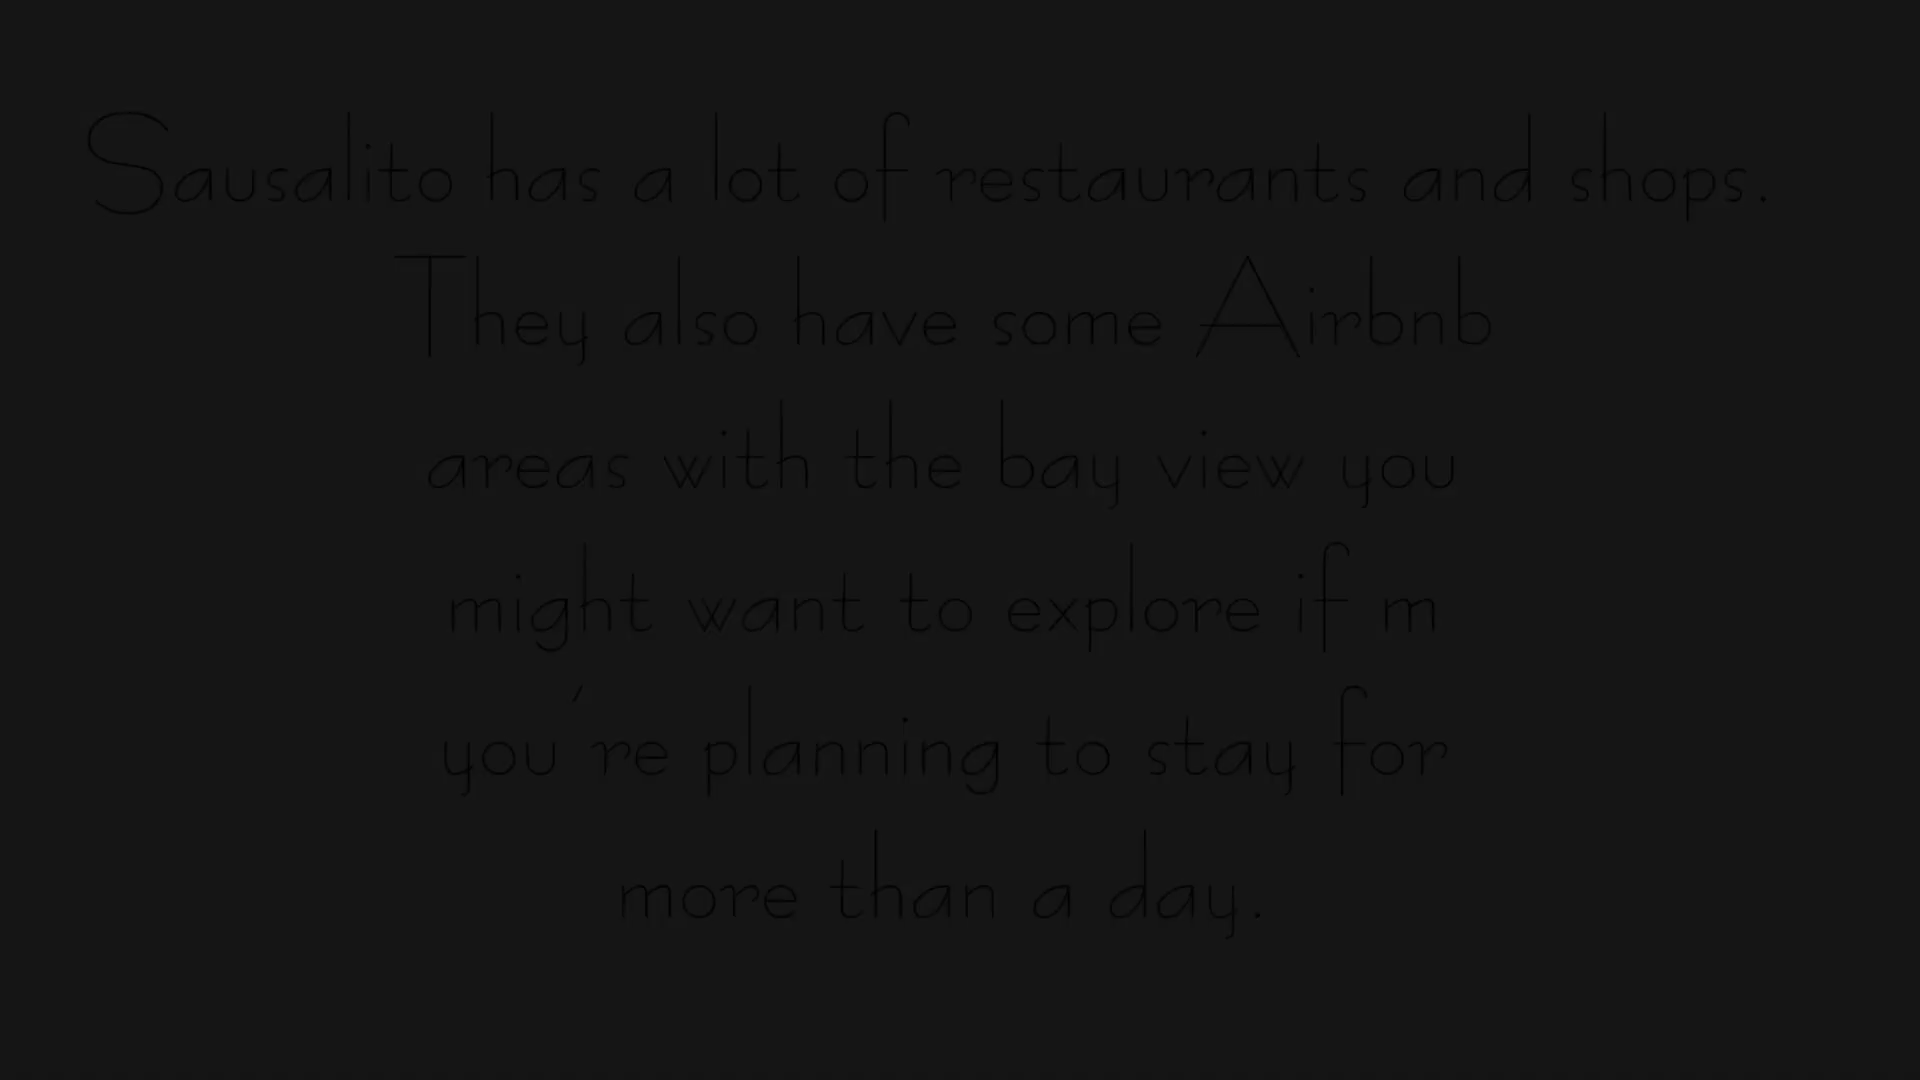 Sausalito has a lot of restaurants and shops.
They also have some Airbnb
areas with the bay view you
might want to explore if m
you´re planning to stay for
more than a day.